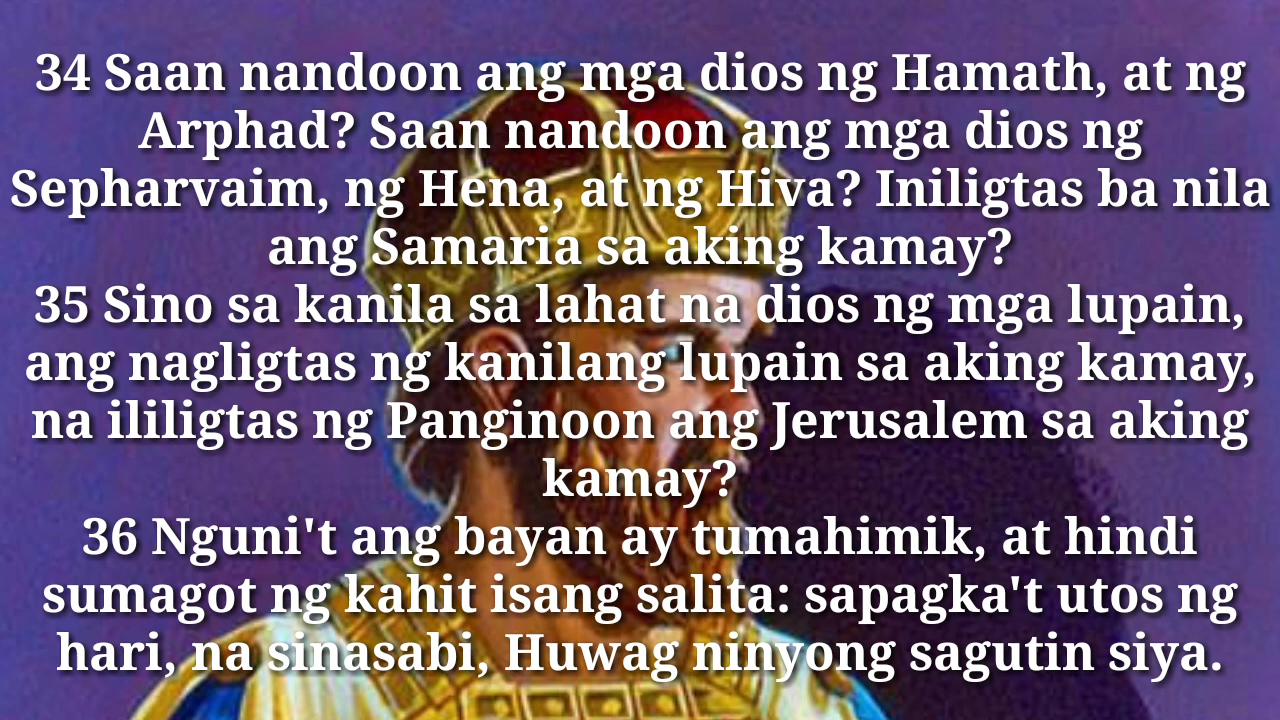 34 Saan nandoon ang mga dios ng Hamath, at ng
Arphad? Saan nandoon ang mga dios ng
Sepharvaim, ng Hena, at ng Hiva? Iniligtas ba nila
ang Samaria sa aking kamay?
35 Sino sa kanila sa lahat na dios ng mga lupain,
ang nagligtas ng kanilang lupain sa aking kamay,
na ililigtas ng Panginoon ang Jerusalem sa aking
kamay?
36 Nguni't ang bayan ay tumahimik, at hindi
sumagot ng kahit isang salita: sapagka't utos ng
hari, na sinasabi, Huwag ninyong sagutin siya.